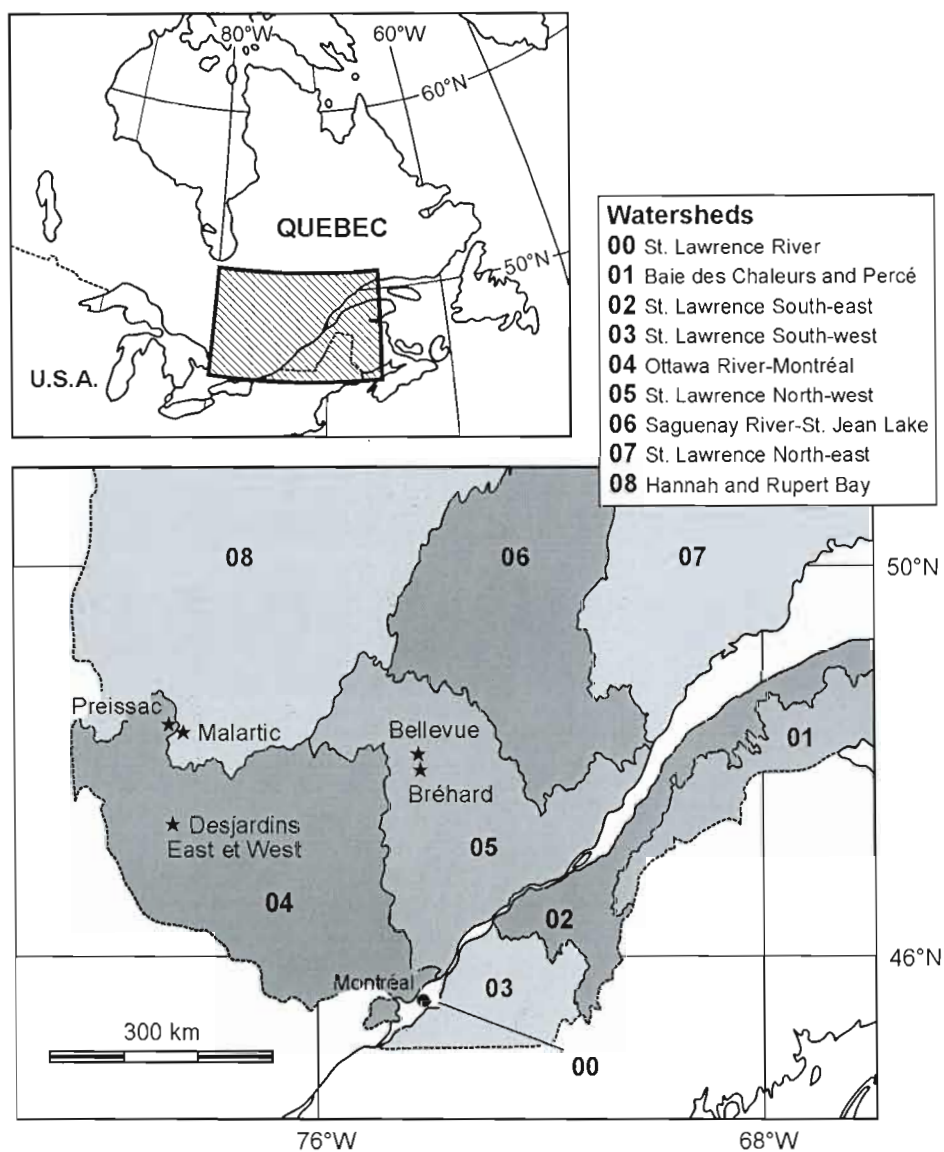 80°W
60°W
60°N
QUEBEC
50°N
U.S.A.
Watersheds
00 St. Lawrence River
01 Baie des Chaleurs and Percé
02 St. Lawrence South-east
03 St. Lawrence South-west
04 Ottawa River-Montréal
05 St. Lawrence North-west
06 Saguenay River-St. Jean Lake
07 St. Lawrence North-east
08 Hannah and Rupert Bay
08
06
07
50°N
Preissac
Malartic
Bellevue
01
Bréhard
Desjardins
East et West
05
04
02
46°N
Montréal
03
300 km
00
76°W
68°W